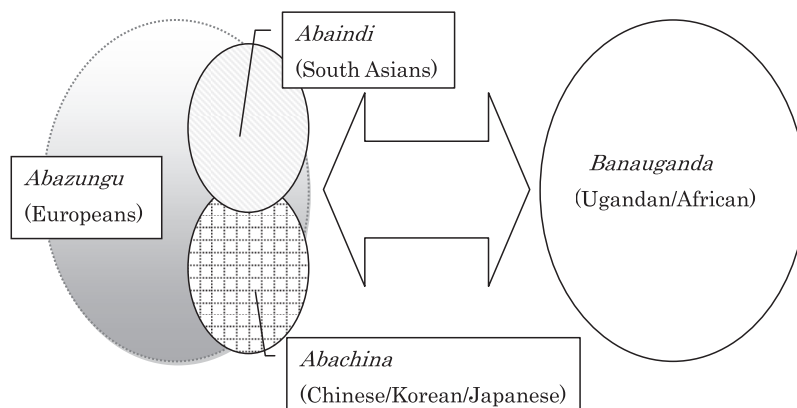 Abaindi
(South Asians)
Abazungu
(Europeans)
Banauganda
(Ugandan/African)
Abachina
(Chinese/Korean/Japanese)